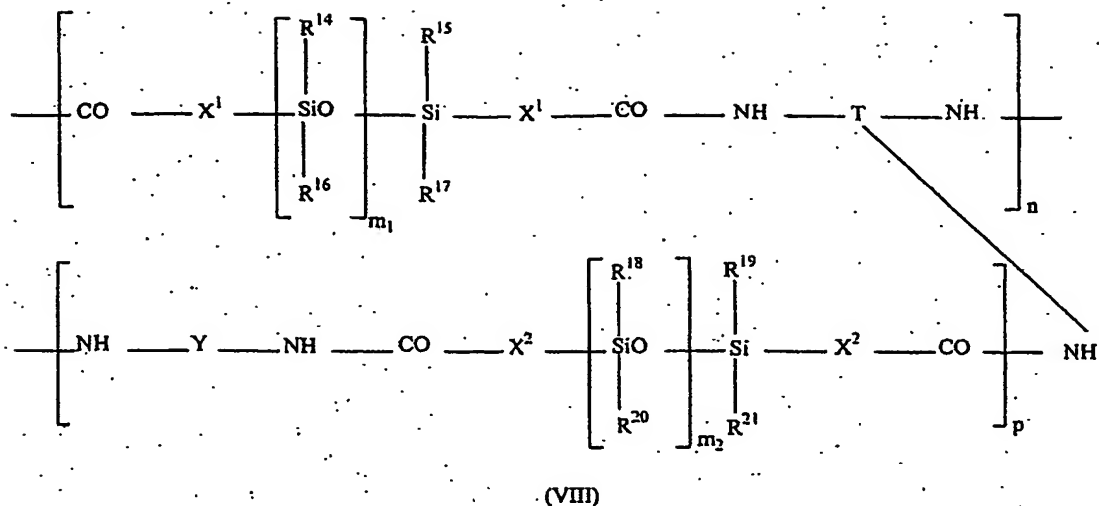 R¹⁴ R¹⁵
CO X¹ SiO Si X¹ CO NH T NH
R¹⁶ R¹⁷
m₁ n
R¹⁸ R¹⁹
NH Y NH CO X² SiO Si X² CO NH
R²⁰ R²¹
m₂ p
(VIII)